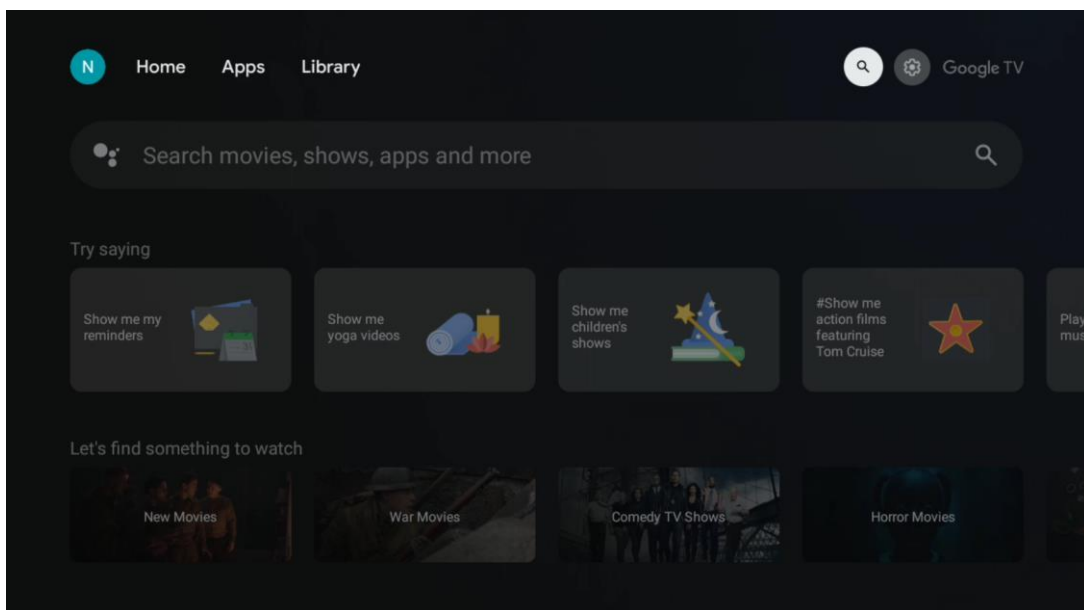 N Home Apps Library Google TV
Search movies, shows, apps and more
Try saying
Show me my
reminders
Show me
yoga videos
Show me
children's
shows
#Show me
action films
featuring
Tom Cruise
Play
mus
Let's find something to watch
New Movies
War Movies
Comedy TV Shows
Horror Movies